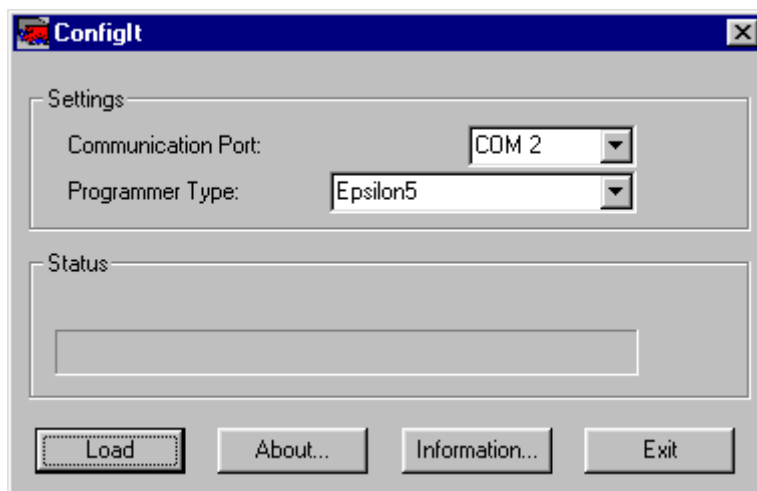 ConfigIt
Settings
Communication Port: COM 2
Programmer Type: Epsilon5
Status
Load About... Information... Exit